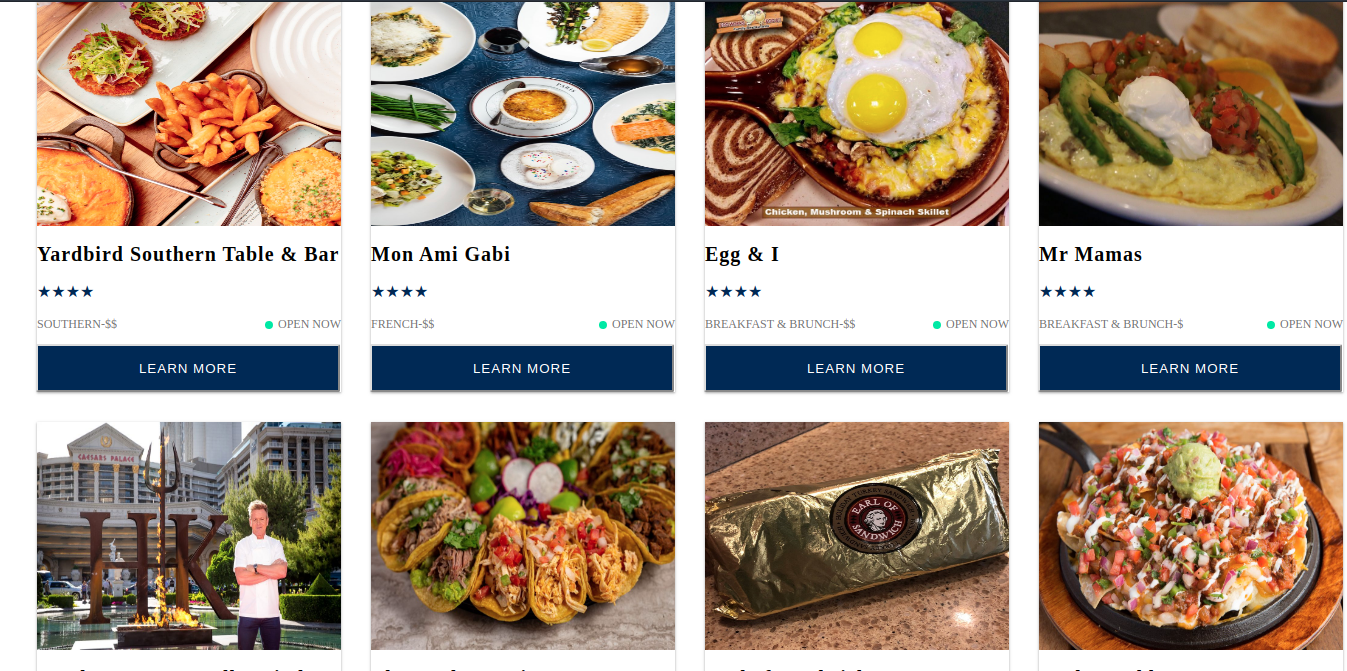 PARIS
Chicken, Mushroom & Spinach Skillet
Yardbird Southern Table & Bar
Mon Ami Gabi
Egg & I
Mr Mamas
★★★★
★★★★
★★★★
★★★★
SOUTHERN-$$
OPEN NOW
FRENCH-$$
OPEN NOW
BREAKFAST & BRUNCH-$$
OPEN NOW
BREAKFAST & BRUNCH-$
OPEN NOW
LEARN MORE
LEARN MORE
LEARN MORE
LEARN MORE
CAESARS PALACE
HK
EARL OF
SANDWICH